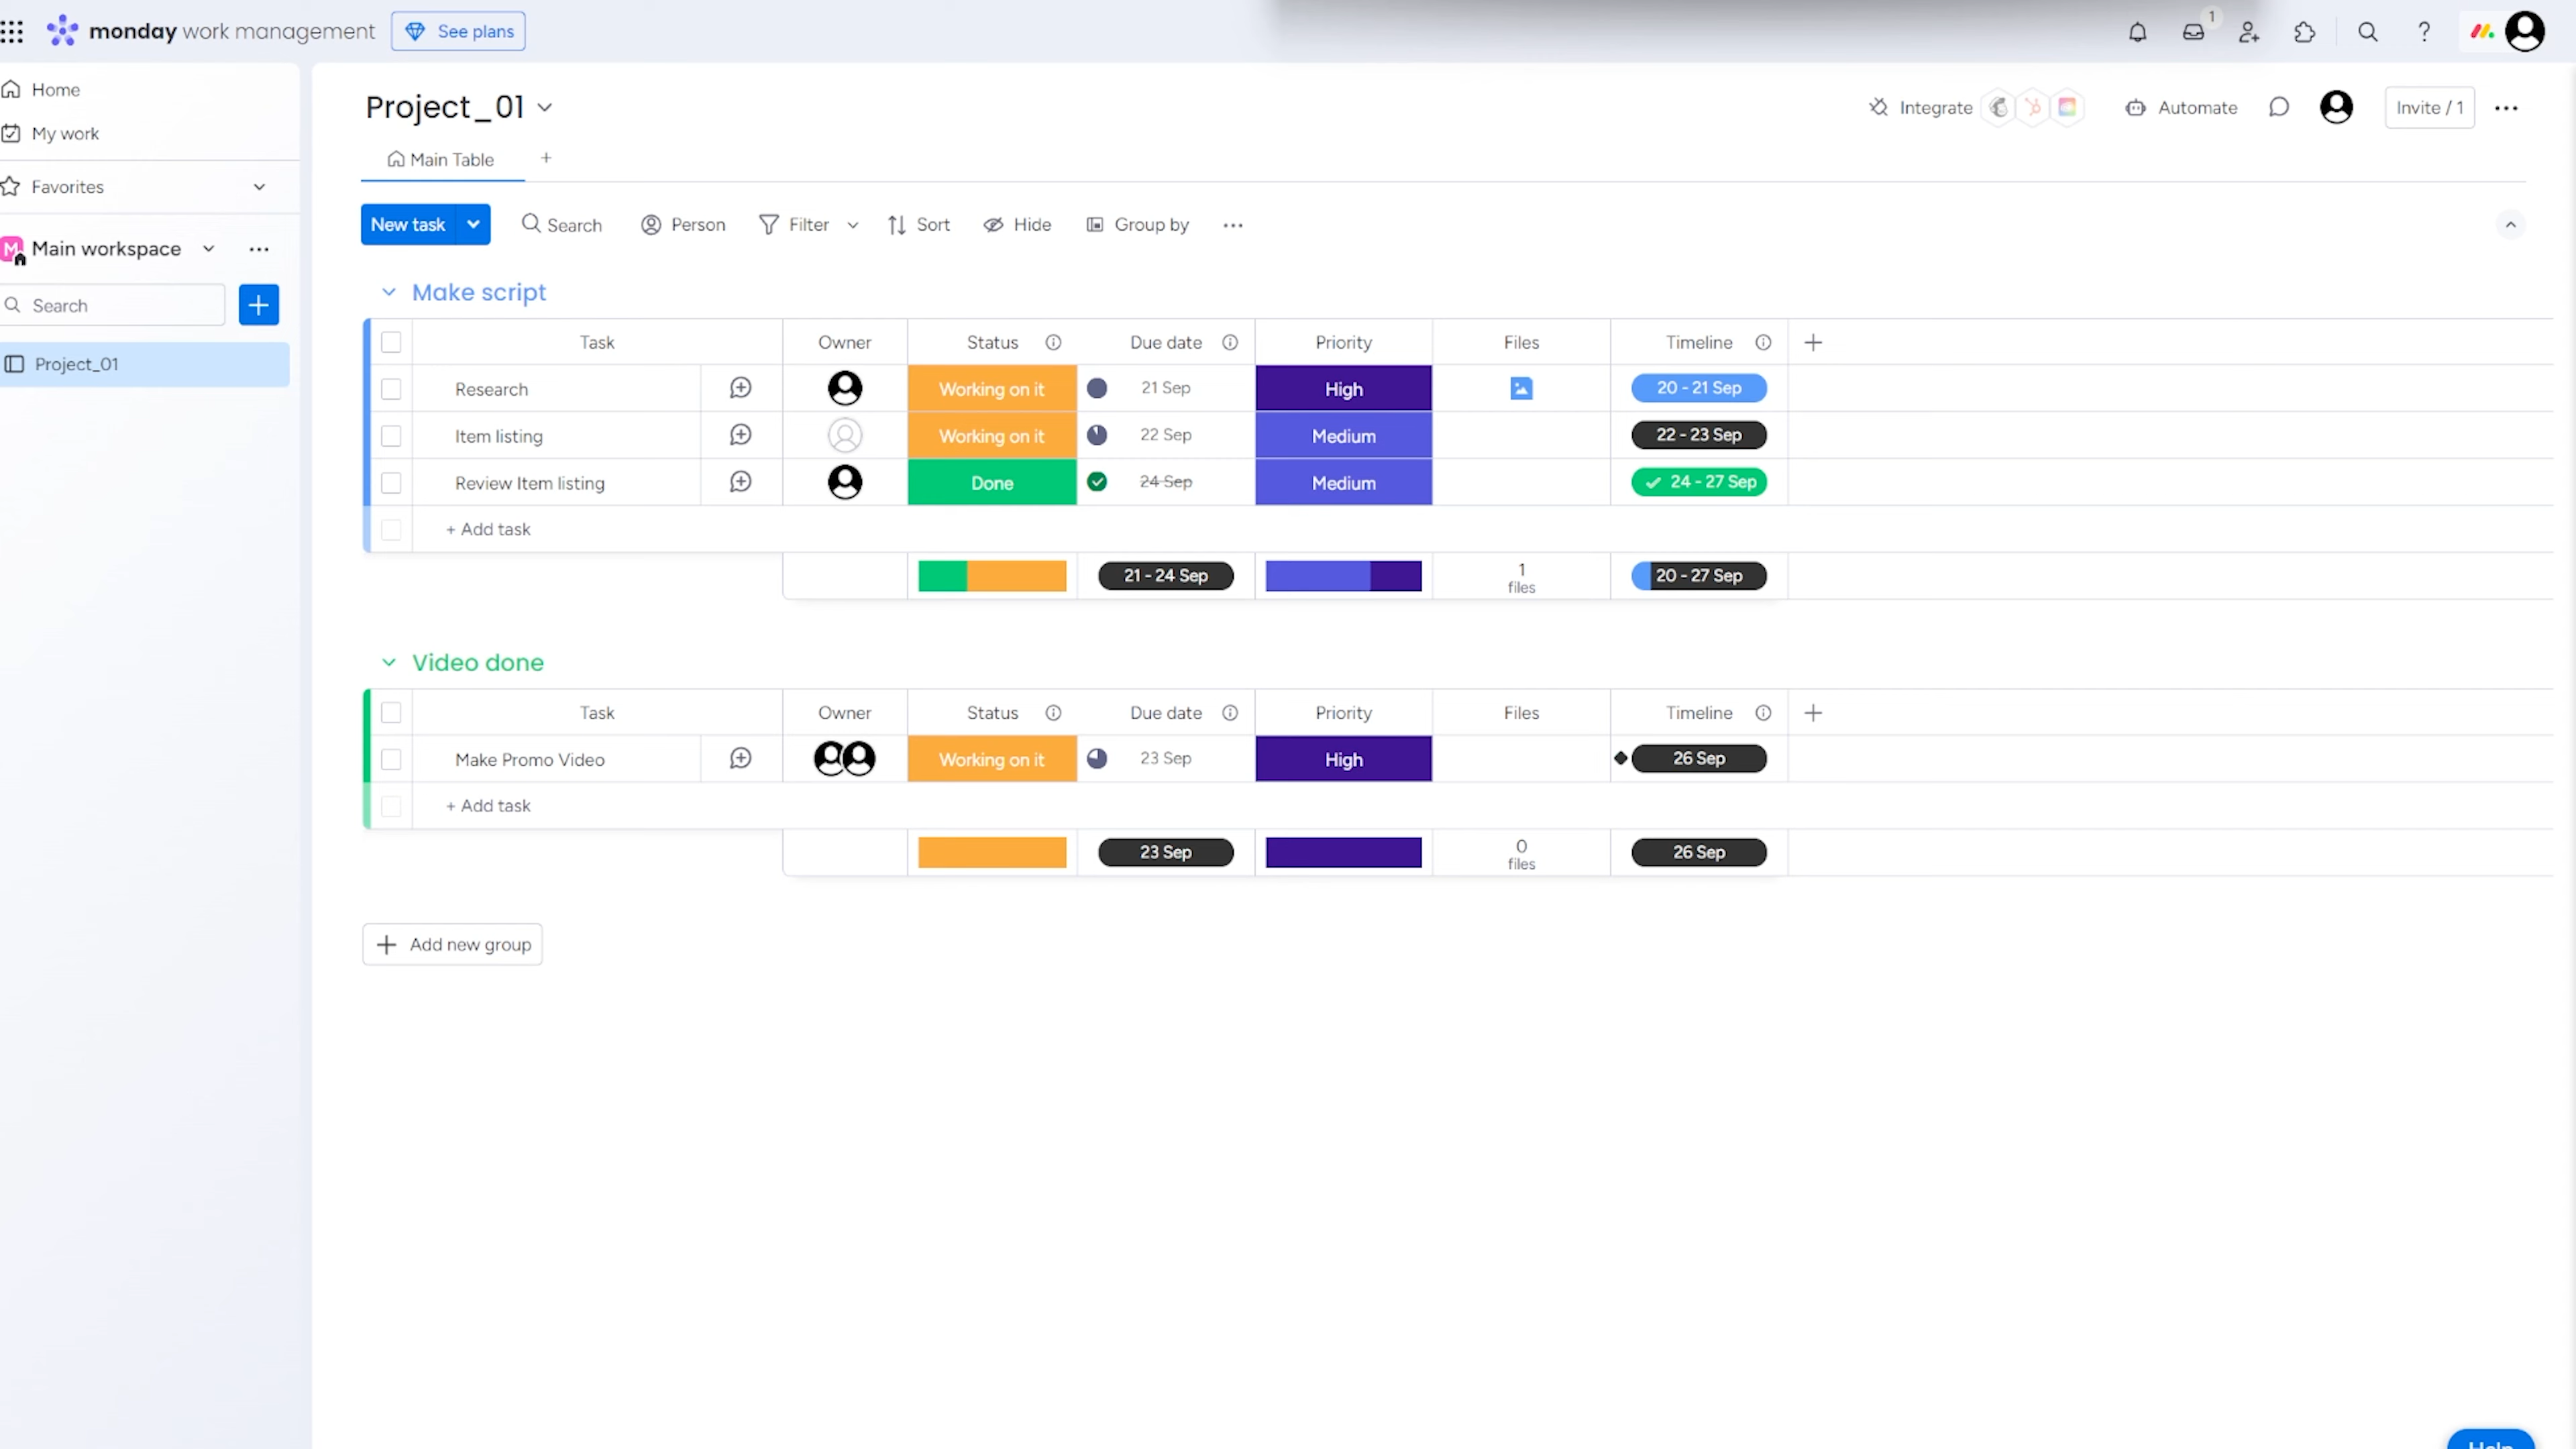 monday work management
See plans
1
Home
My work
Favorites
M
Main workspace
Search
Project_01
Project_01
Integrate
Automate
Invite / 1
Main Table
New task
Search
Person
Filter
Sort
Hide
Group by
Make script
Task Owner Status Due date Priority Files Timeline
Research Working on it 21 Sep High 20 - 21 Sep
Item listing Working on it 22 Sep Medium 22 - 23 Sep
Review Item listing Done 24 Sep Medium 24 - 27 Sep
+ Add task
21 - 24 Sep 1 files 20 - 27 Sep
Video done
Task Owner Status Due date Priority Files Timeline
Make Promo Video Working on it 23 Sep High 26 Sep
+ Add task
23 Sep 0 files 26 Sep
Add new group
Help